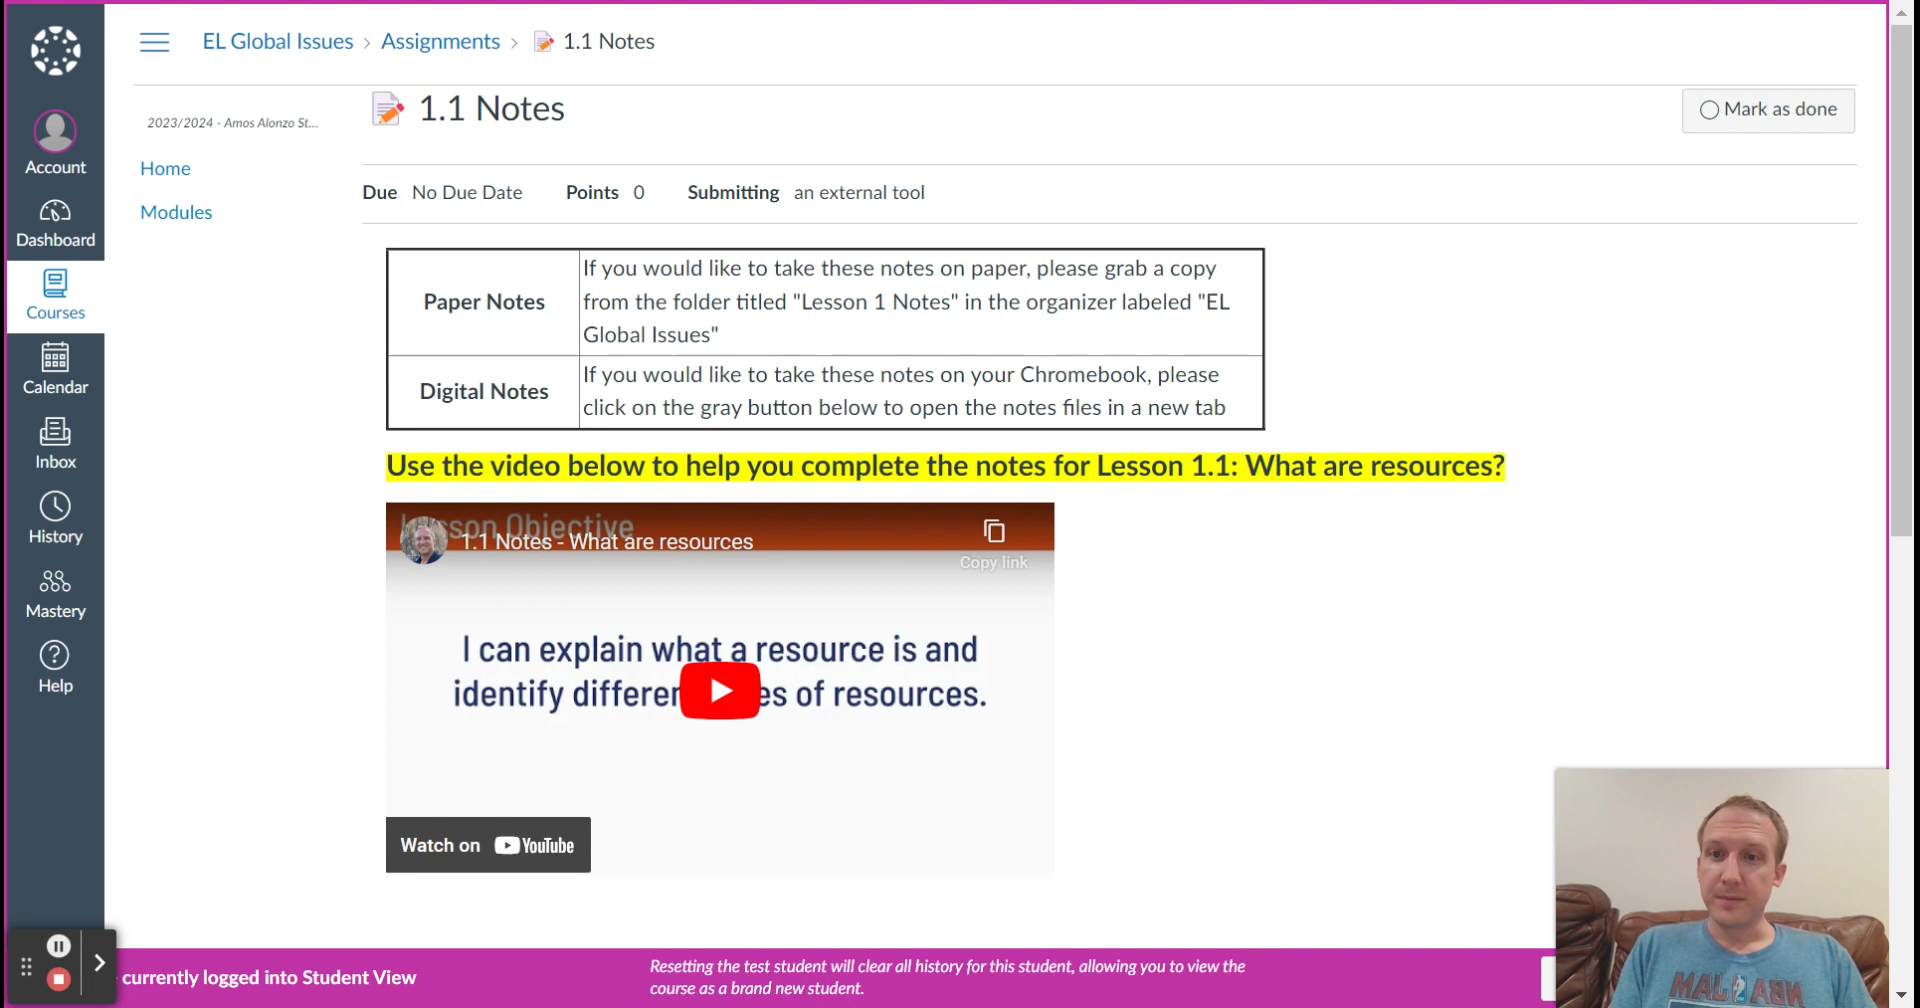 EL Global Issues > Assignments > 1.1 Notes
1.1 Notes
Mark as done
2023/2024 - Amos Alonzo St...
Account
Home
Due No Due Date Points 0 Submitting an external tool
Modules
Dashboard
Paper Notes
If you would like to take these notes on paper, please grab a copy
from the folder titled "Lesson 1 Notes" in the organizer labeled "EL
Global Issues"
Courses
Digital Notes
If you would like to take these notes on your Chromebook, please
click on the gray button below to open the notes files in a new tab
Calendar
Inbox
Use the video below to help you complete the notes for Lesson 1.1: What are resources?
History
Lesson Objective
1.1 Notes - What are resources
Copy link
Mastery
I can explain what a resource is and
identify differen es of resources.
Help
Watch on YouTube
currently logged into Student View
Resetting the test student will clear all history for this student, allowing you to view the
course as a brand new student.